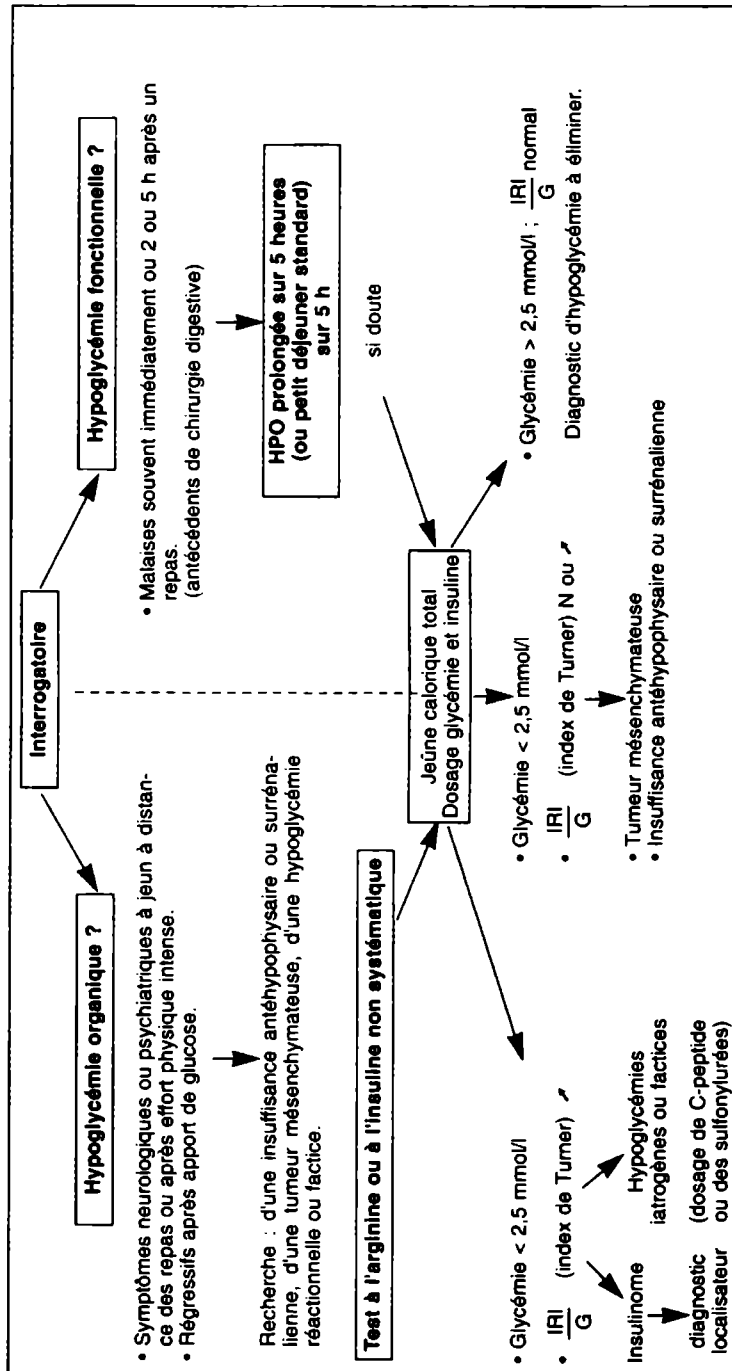 Interrogatoire
Hypoglycémie organique ?
• Symptômes neurologiques ou psychiatriques à jeun à distan-
ce des repas ou après effort physique intense.
• Régressifs après apport de glucose.
Recherche : d'une insuffisance antéhypophysaire ou surréna-
lienne, d'une tumeur mésenchymateuse, d'une hypoglycémie
réactionnelle ou factice.
Test à l'arginine ou à l'insuline non systématique
Hypoglycémie fonctionnelle ?
• Malaises souvent immédiatement ou 2 ou 5 h après un
repas.
(antécédents de chirurgie digestive)
HPO prolongée sur 5 heures
(ou petit déjeuner standard)
sur 5 h
si doute
Jeûne calorique total
Dosage glycémie et insuline
• Glycémie < 2,5 mmol/l
• IRI/G (index de Turner) ↗
Insulinome
diagnostic
localisateur
Hypoglycémies
iatrogènes ou factices
(dosage de C-peptide
ou des sulfonylurées)
• Glycémie < 2,5 mmol/l
• IRI/G (index de Turner) N ou ↗
• Tumeur mésenchymateuse
• Insuffisance antéhypophysaire ou surrénalienne
• Glycémie > 2,5 mmol/l ; IRI/G normal
Diagnostic d'hypoglycémie à éliminer.